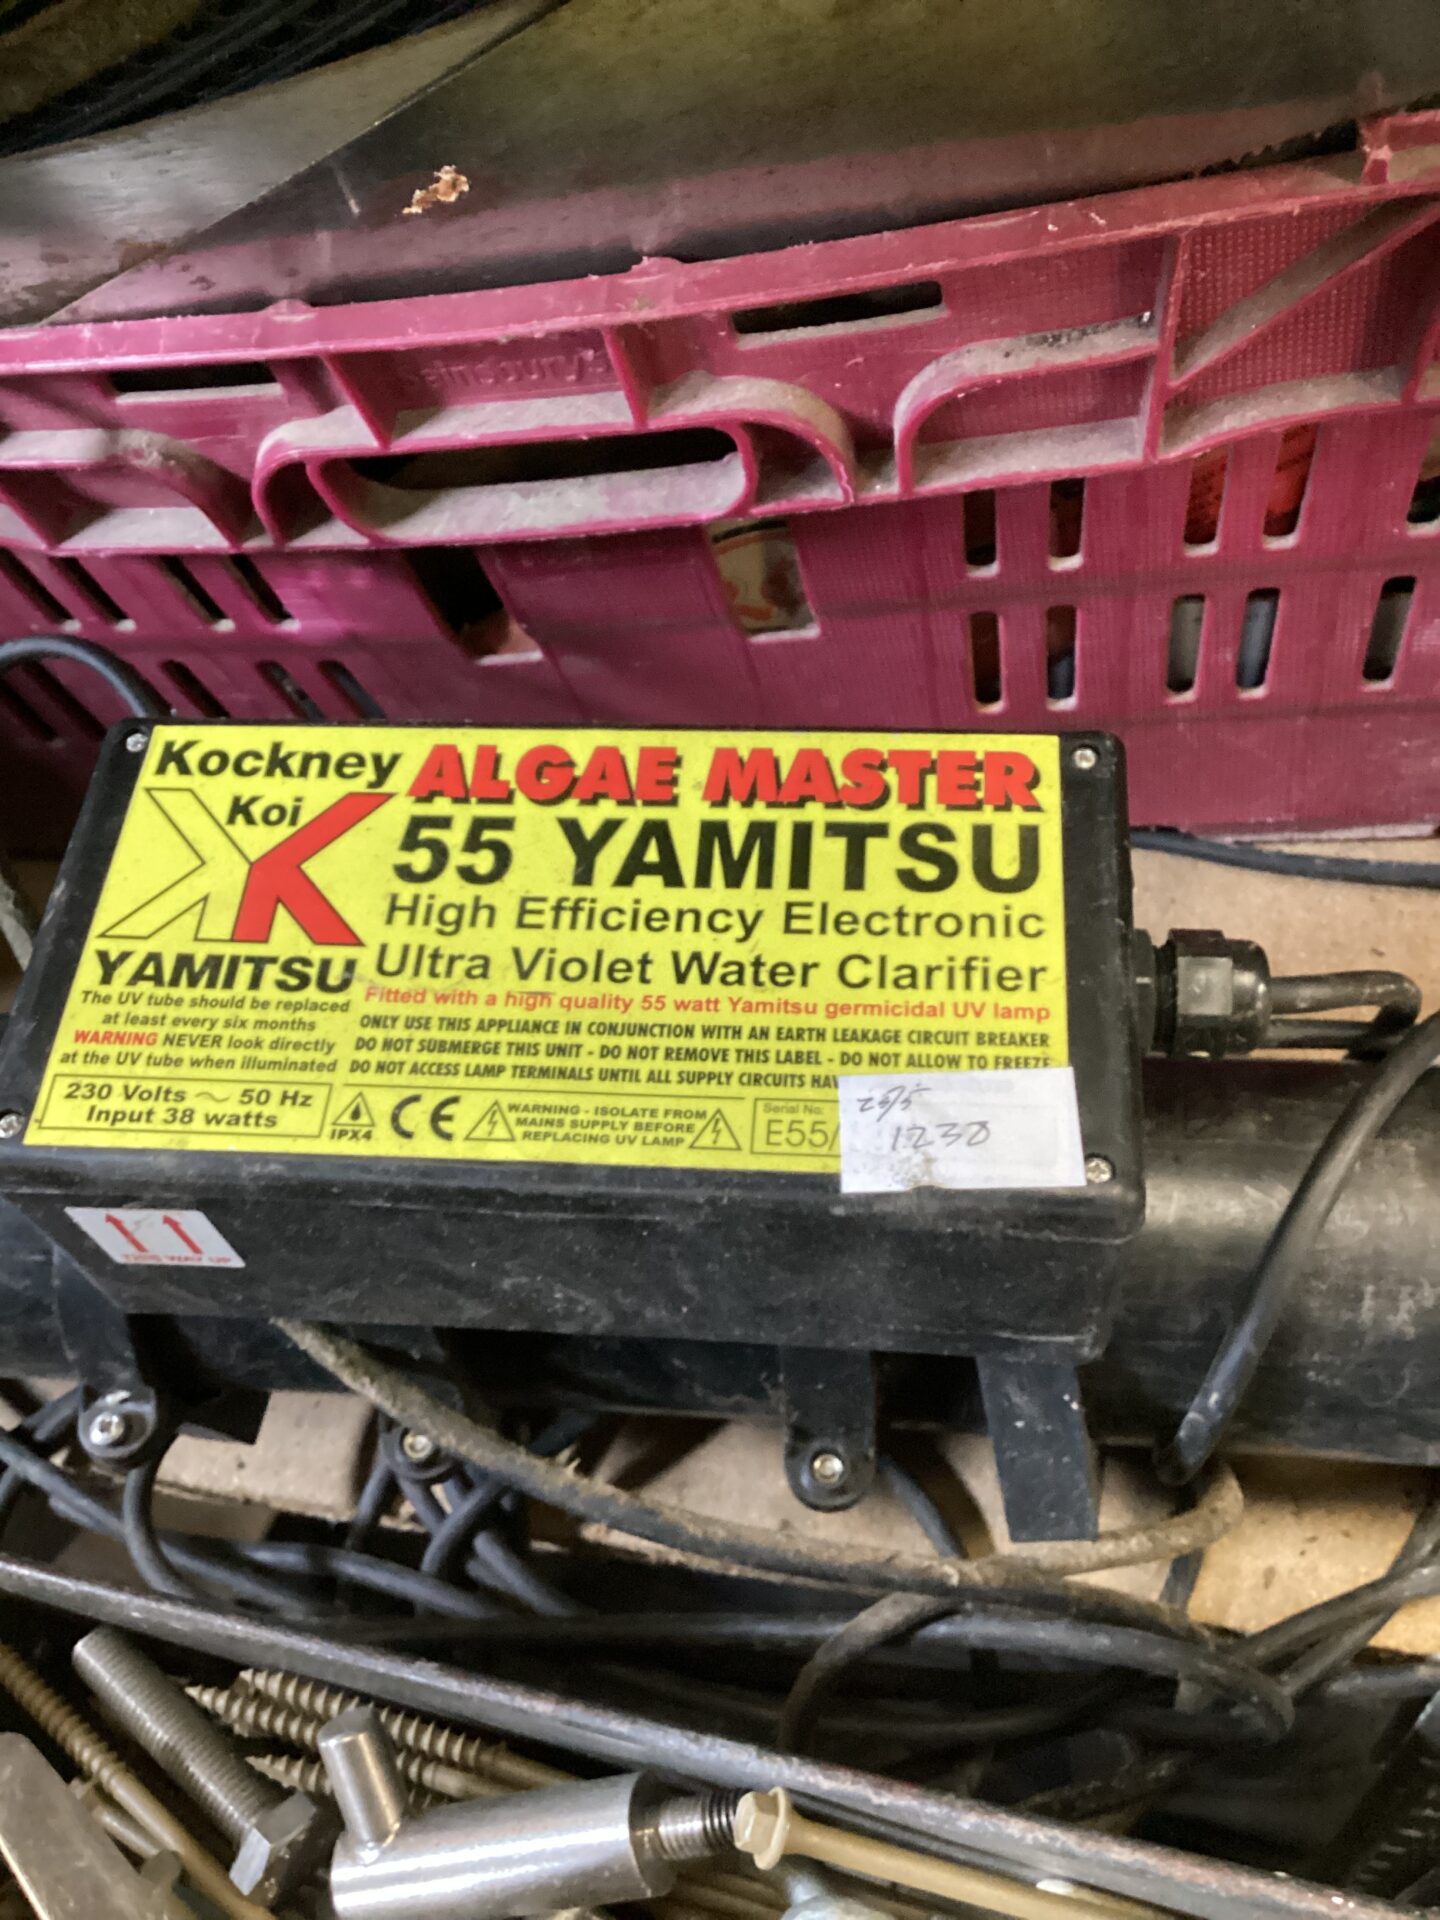 Sainsbury's
Kockney
Koi
YAMITSU
ALGAE MASTER
55 YAMITSU
High Efficiency Electronic
Ultra Violet Water Clarifier
Fitted with a high quality 55 watt Yamitsu germicidal UV lamp
The UV tube should be replaced
at least every six months
WARNING NEVER look directly
at the UV tube when illuminated
ONLY USE THIS APPLIANCE IN CONJUNCTION WITH AN EARTH LEAKAGE CIRCUIT BREAKER
DO NOT SUBMERGE THIS UNIT - DO NOT REMOVE THIS LABEL - DO NOT ALLOW TO FREEZE
DO NOT ACCESS LAMP TERMINALS UNTIL ALL SUPPLY CIRCUITS
230 Volts ~ 50 Hz
Input 38 watts
IPX4
CE
WARNING - ISOLATE FROM
MAINS SUPPLY BEFORE
REPLACING UV LAMP
Serial No:
E55/
1230
THIS WAY UP